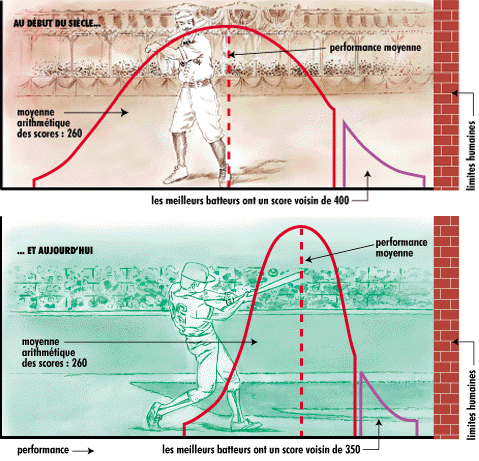 AU DÉBUT DU SIÈCLE...
performance moyenne
moyenne
arithmétique
des scores : 260
limites humaines
les meilleurs batteurs ont un score voisin de 400
... ET AUJOURD'HUI
performance
moyenne
moyenne
arithmétique
des scores : 260
limites humaines
performance
les meilleurs batteurs ont un score voisin de 350